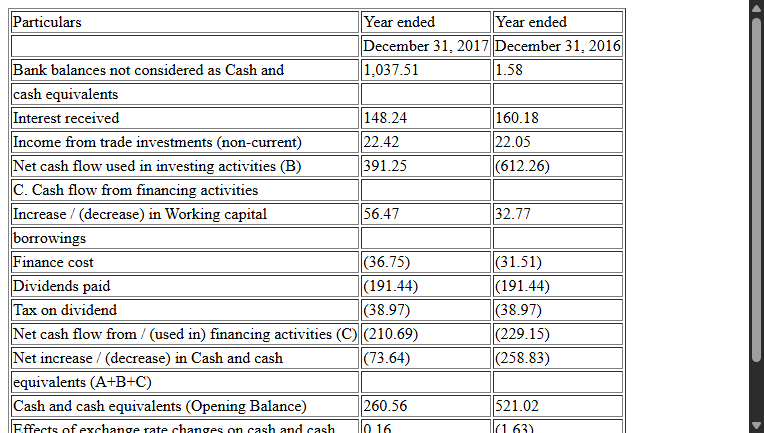 Particulars Year ended Year ended
December 31, 2017 December 31, 2016
Bank balances not considered as Cash and 1,037.51 1.58
cash equivalents
Interest received 148.24 160.18
Income from trade investments (non-current) 22.42 22.05
Net cash flow used in investing activities (B) 391.25 (612.26)
C. Cash flow from financing activities
Increase / (decrease) in Working capital 56.47 32.77
borrowings
Finance cost (36.75) (31.51)
Dividends paid (191.44) (191.44)
Tax on dividend (38.97) (38.97)
Net cash flow from / (used in) financing activities (C) (210.69) (229.15)
Net increase / (decrease) in Cash and cash (73.64) (258.83)
equivalents (A+B+C)
Cash and cash equivalents (Opening Balance) 260.56 521.02
Effects of exchange rate changes on cash and cash 0.16 (1.63)